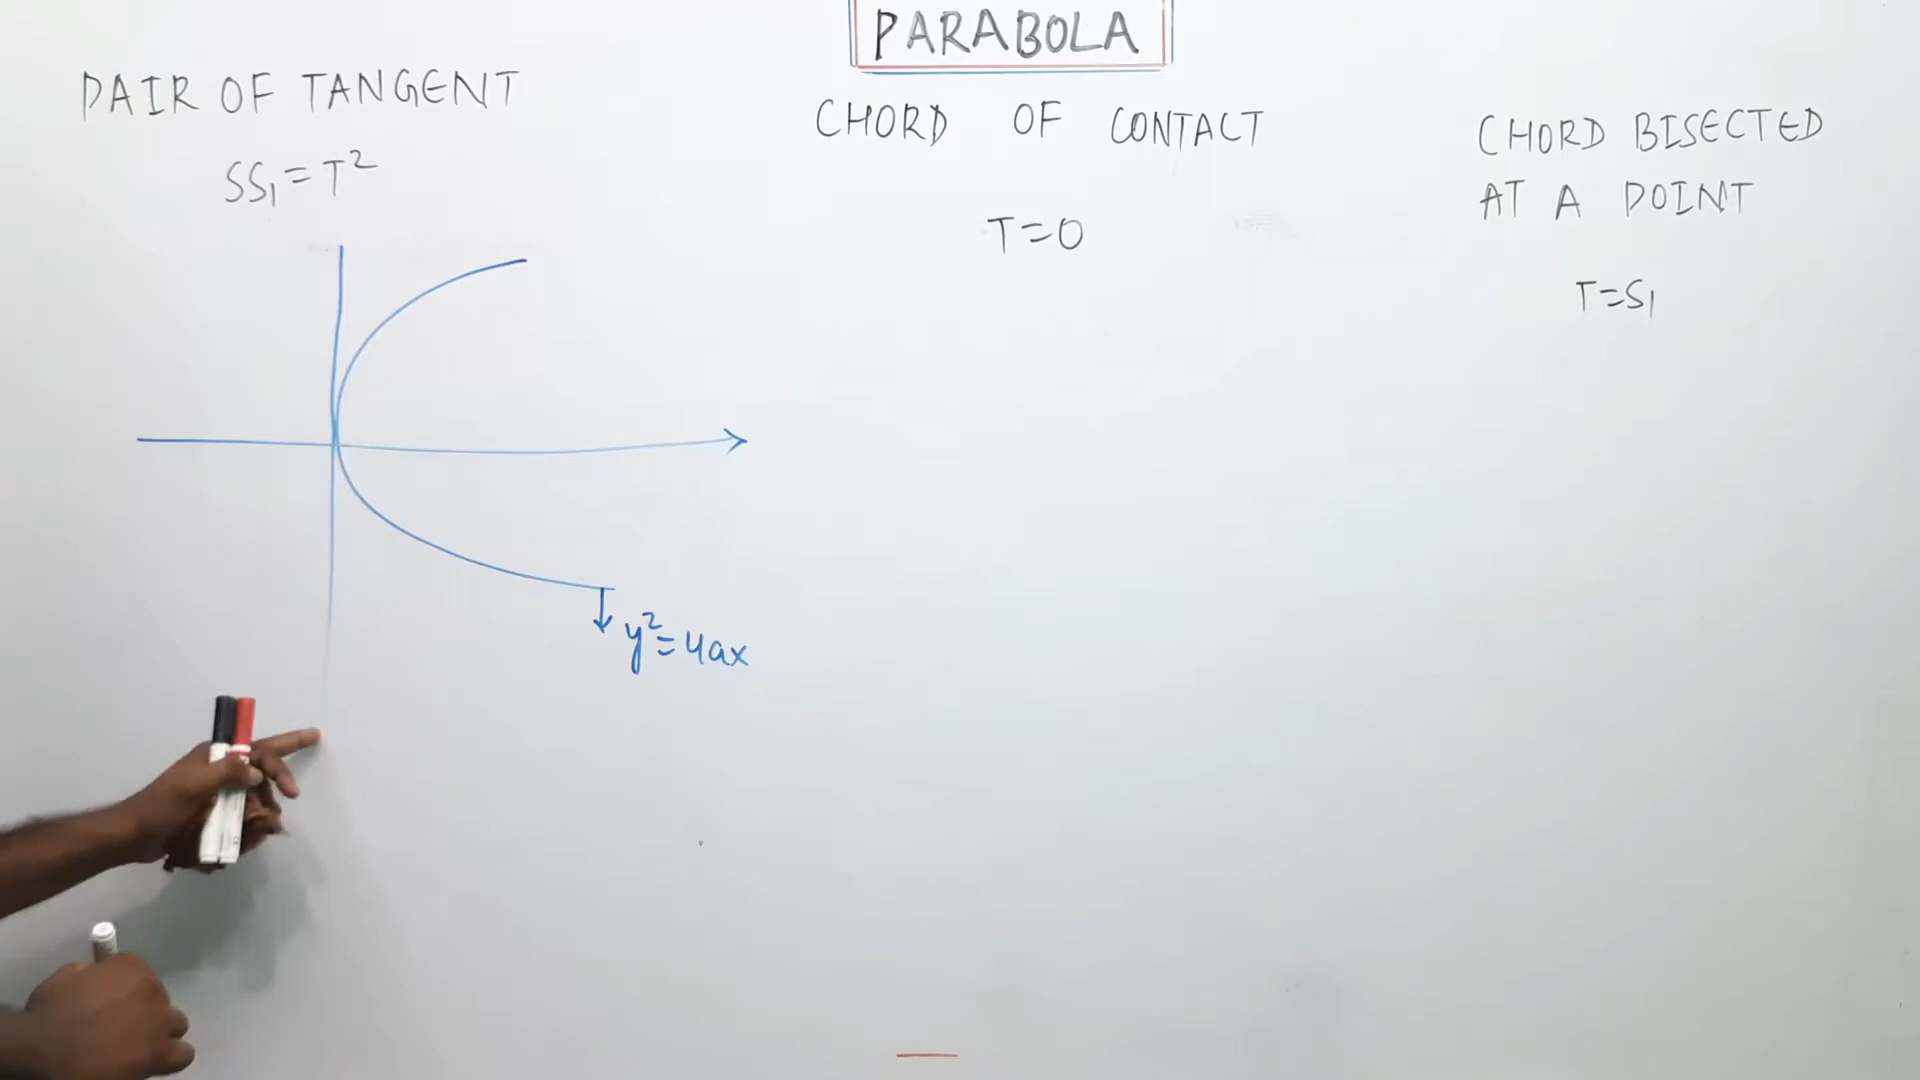 PARABOLA
PAIR OF TANGENT
SS₁=T²
y²=4ax
CHORD OF CONTACT
T=0
CHORD BISECTED
AT A POINT
T=S₁